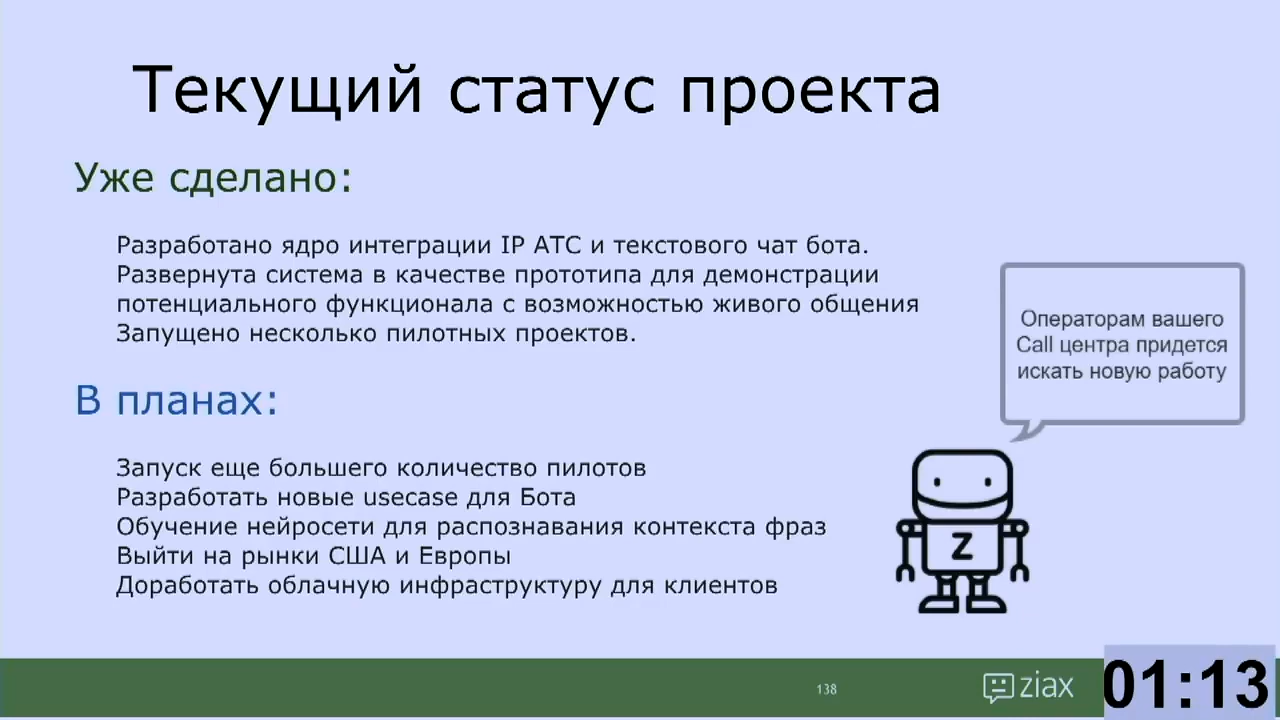 Текущий статус проекта
Уже сделано:
Разработано ядро интеграции IP АТС и текстового чат бота.
Развернута система в качестве прототипа для демонстрации
потенциального функционала с возможностью живого общения
Запущено несколько пилотных проектов.
Операторам вашего
Call центра придется
искать новую работу
В планах:
Запуск еще большего количество пилотов
Разработать новые usecase для Бота
Обучение нейросети для распознавания контекста фраз
Выйти на рынки США и Европы
Доработать облачную инфраструктуру для клиентов
Z
138
ziax
01:13